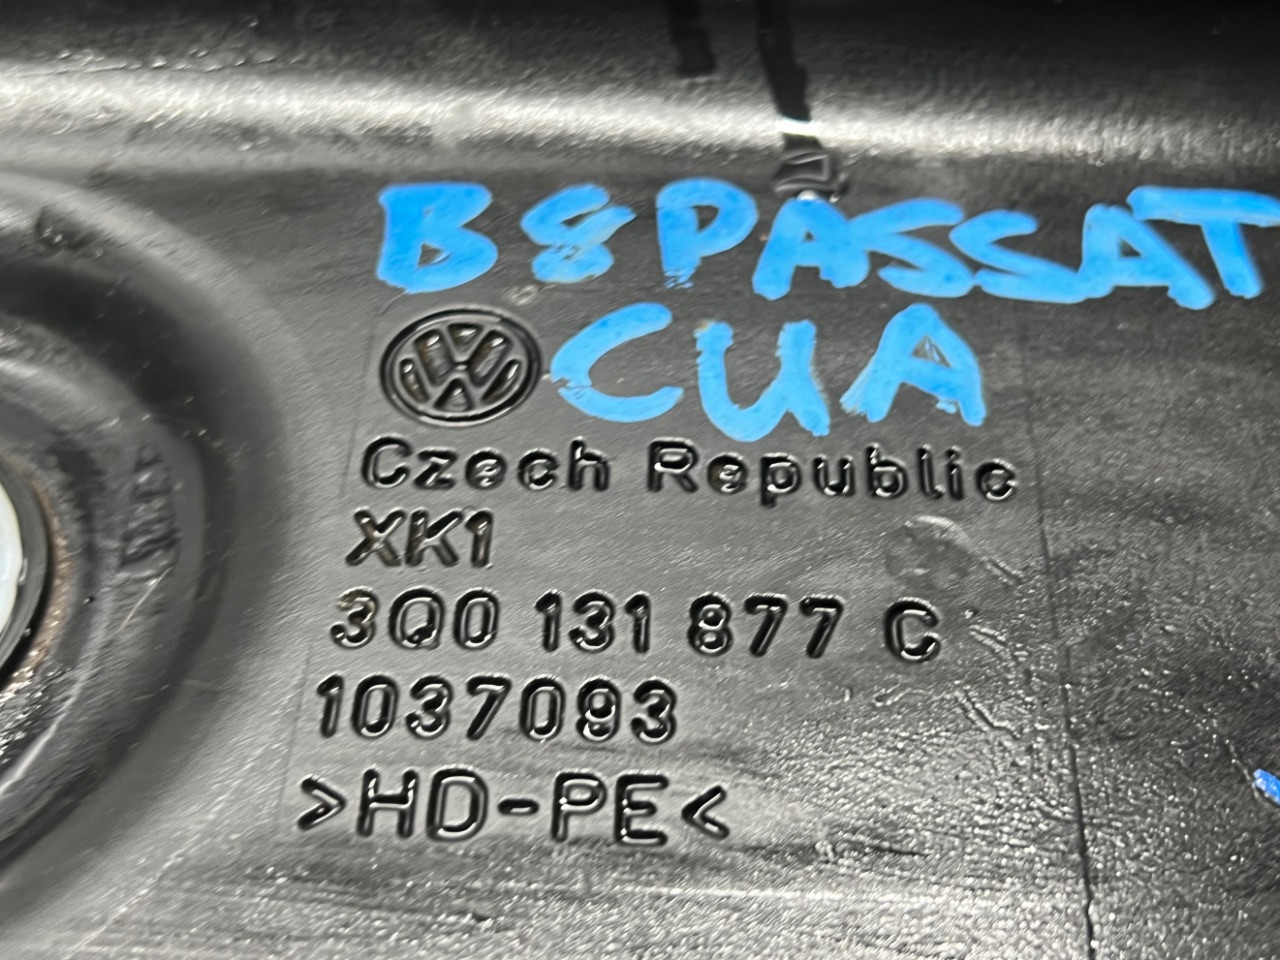 B8 PASSAT
CUA
Czech Republic
XK1
3Q0 131 877 C
1037093
>HD-PE<